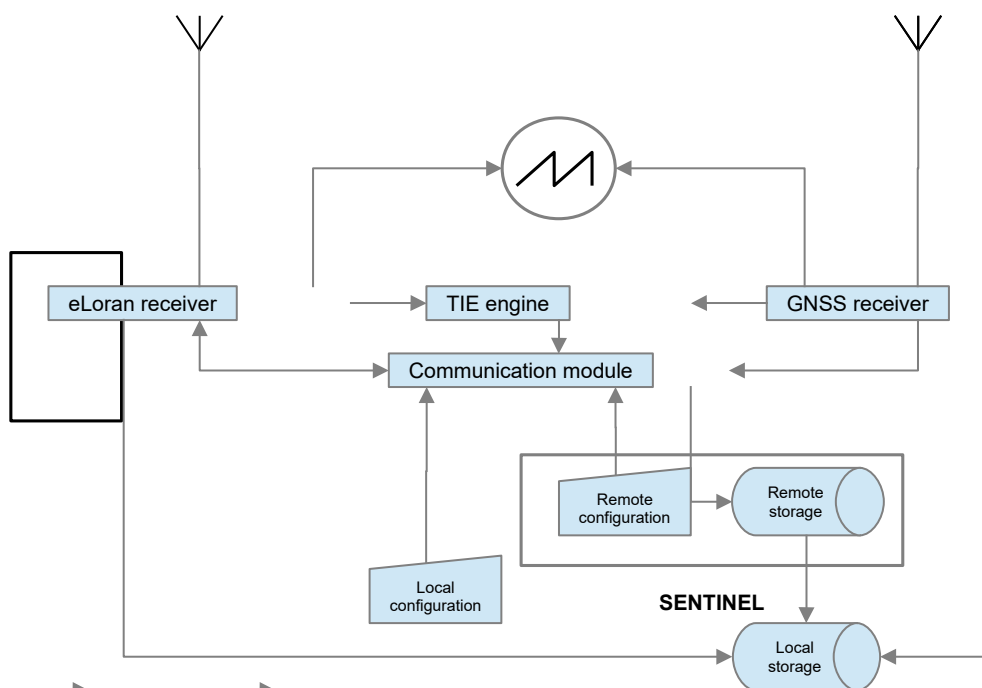 eLoran receiver
TIE engine
GNSS receiver
Communication module
Remote
configuration
Remote
storage
Local
configuration
SENTINEL
Local
storage